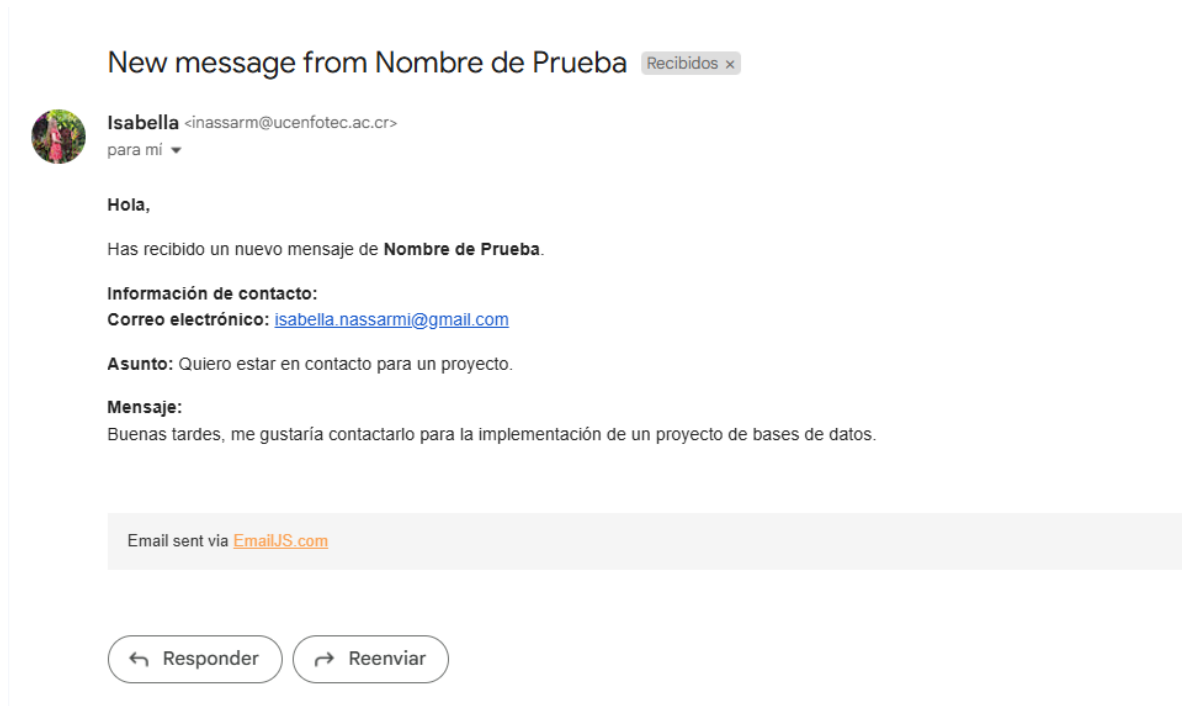 New message from Nombre de Prueba Recibidos ×
Isabella <inassarm@ucenfotec.ac.cr>
para mí
Hola,
Has recibido un nuevo mensaje de Nombre de Prueba.
Información de contacto:
Correo electrónico: isabella.nassarmi@gmail.com
Asunto: Quiero estar en contacto para un proyecto.
Mensaje:
Buenas tardes, me gustaría contactarlo para la implementación de un proyecto de bases de datos.
Email sent via EmailJS.com
Responder Reenviar